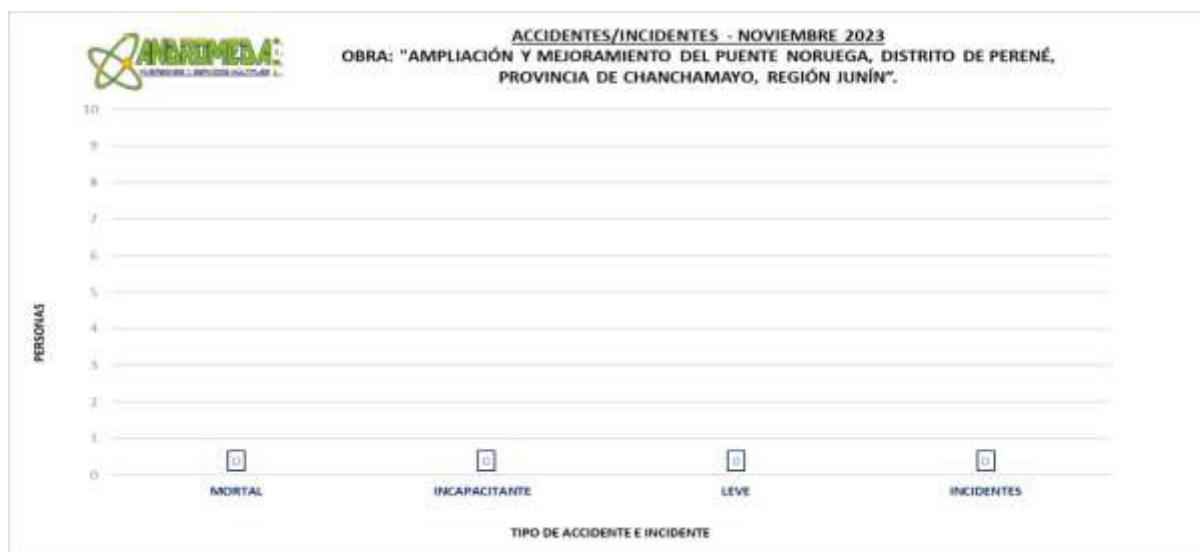 ANDROMEDA
ACCIDENTES/INCIDENTES - NOVIEMBRE 2023
OBRA: "AMPLIACIÓN Y MEJORAMIENTO DEL PUENTE NORUEGA, DISTRITO DE PERENÉ,
PROVINCIA DE CHANCHAMAYO, REGIÓN JUNÍN".
10
9
8
7
6
5
4
3
2
1
0
PERSONAS
0 0 0 0
MORTAL INCAPACITANTE LEVE INCIDENTES
TIPO DE ACCIDENTE E INCIDENTE